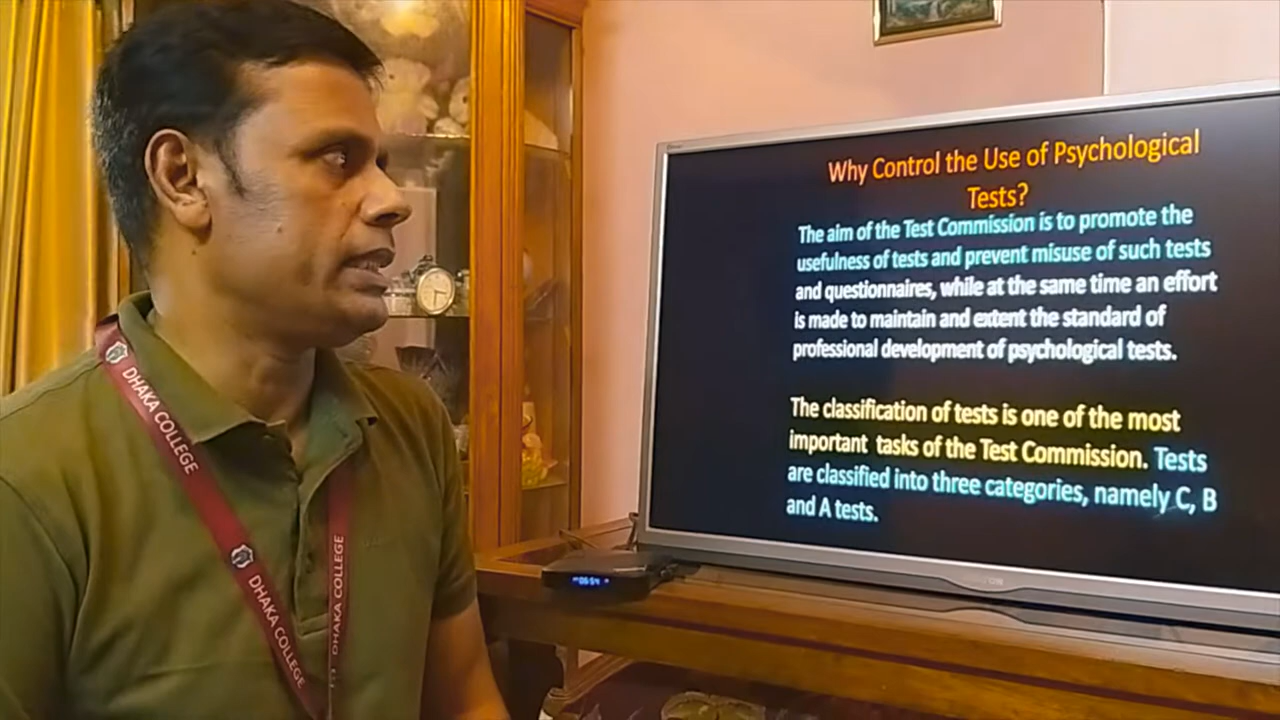 Why Control the Use of Psychological
Tests?
The aim of the Test Commission is to promote the
usefulness of tests and prevent misuse of such tests
and questionnaires, while at the same time an effort
is made to maintain and extent the standard of
professional development of psychological tests.
The classification of tests is one of the most
important tasks of the Test Commission. Tests
are classified into three categories, namely C, B
and A tests.
DHAKA COLLEGE
DHAKA COLLEGE
DHAKA COLLEGE
06:54